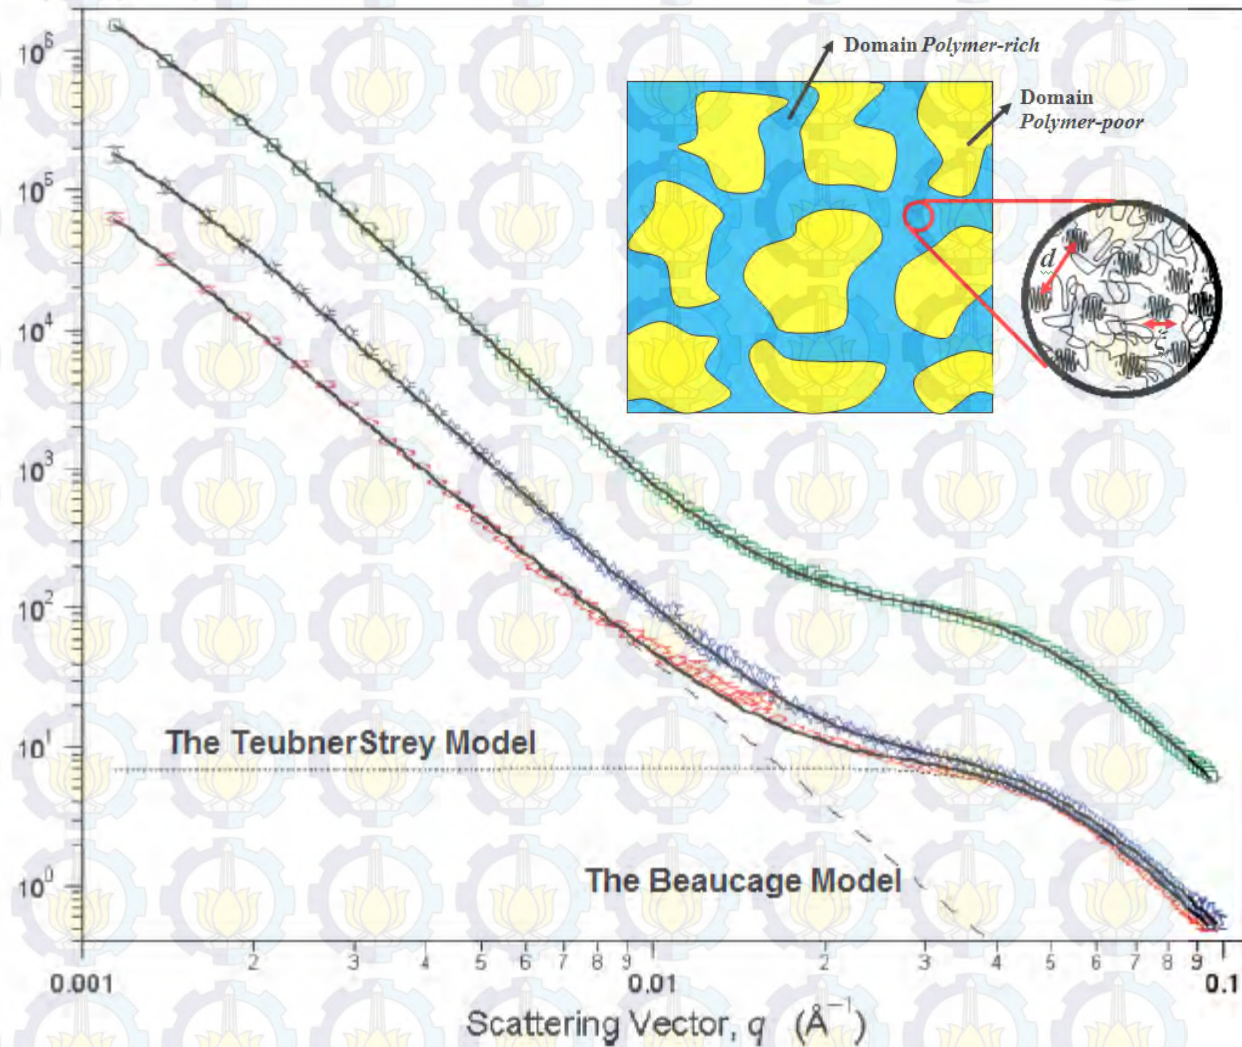 10⁶
10⁵
10⁴
10³
10²
10¹
10⁰
Domain Polymer-rich
Domain
Polymer-poor
d
ξ
The TeubnerStrey Model
The Beaucage Model
2 3 4 5 6 7 8 9 2 3 4 5 6 7 8 9
0.001 0.01 0.1
Scattering Vector, q (Å⁻¹)